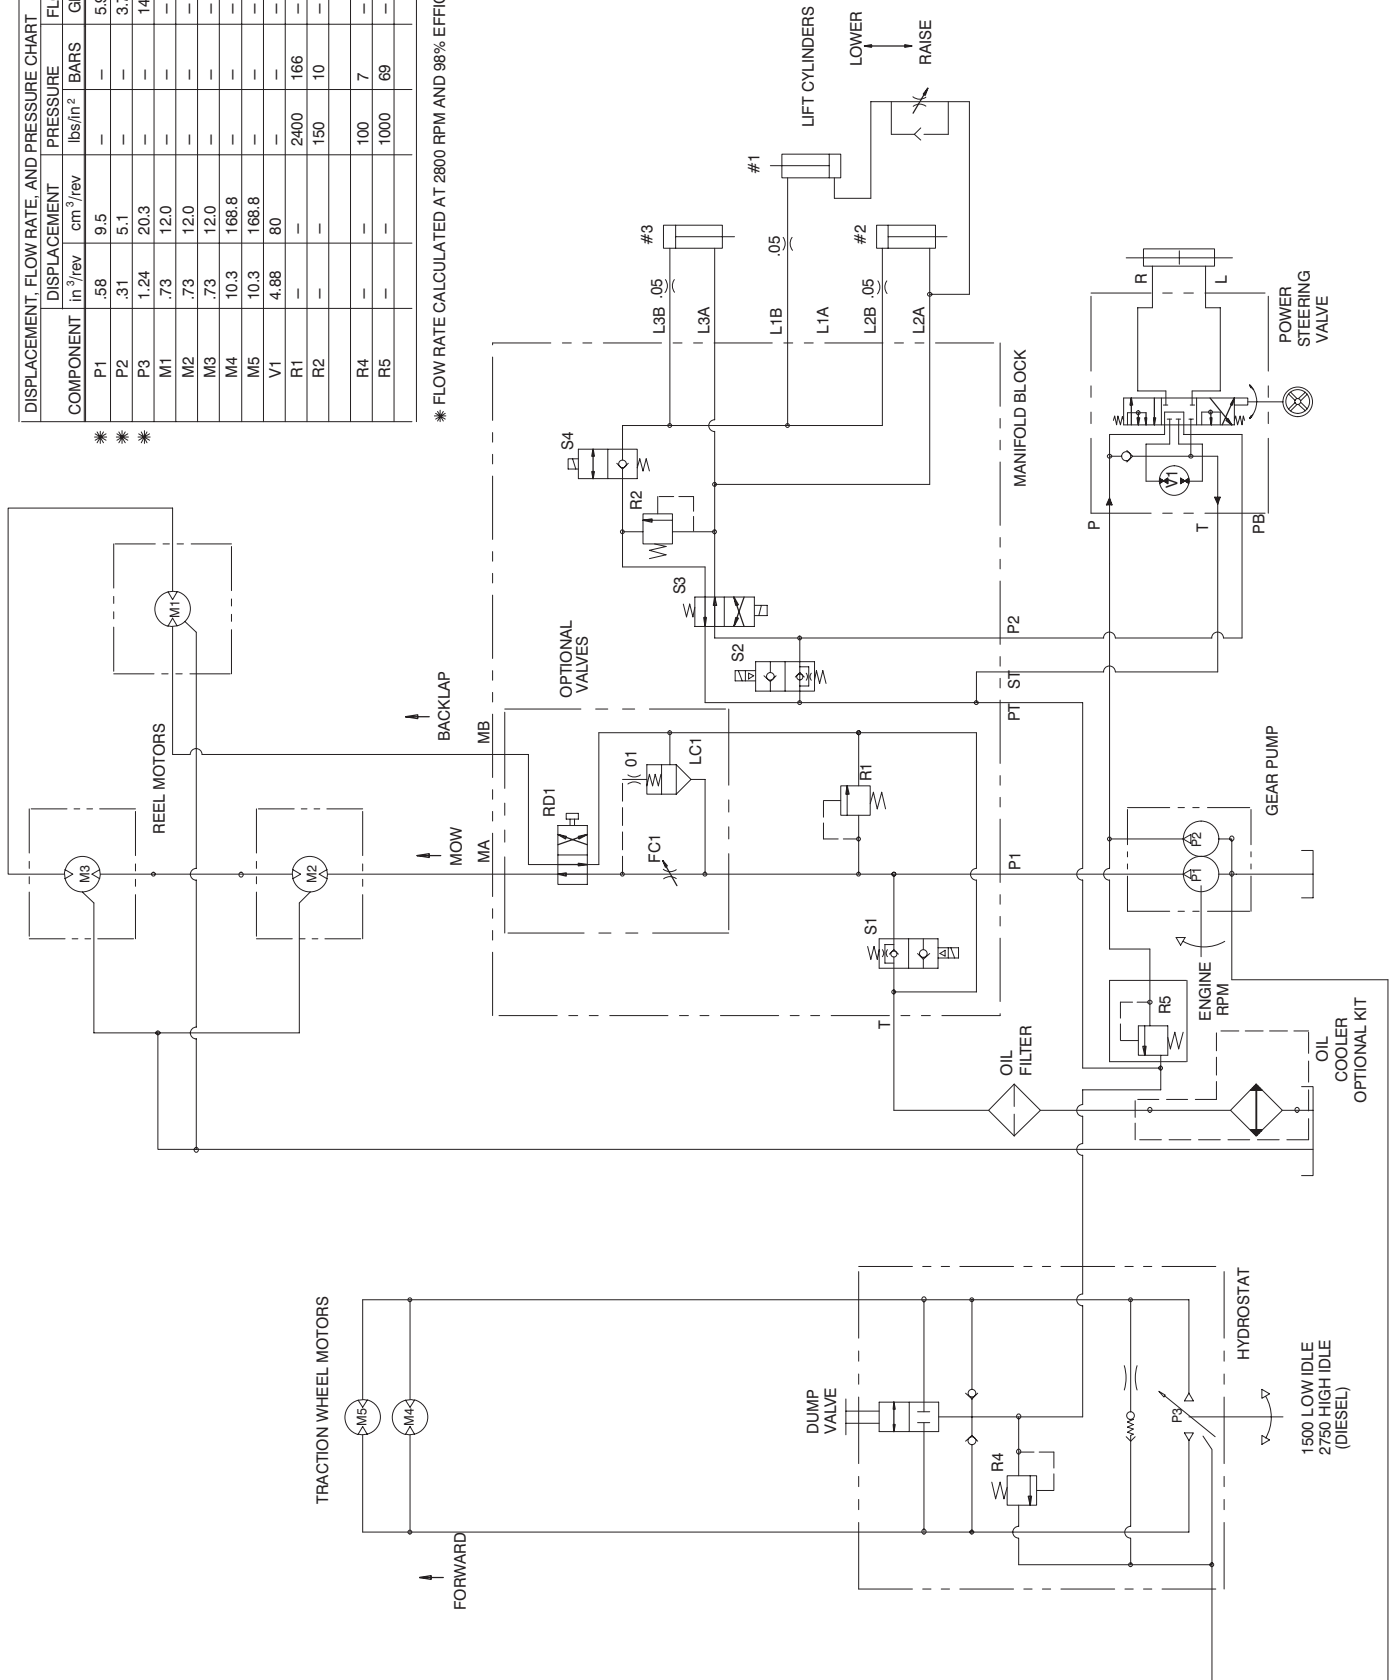 DISPLACEMENT, FLOW RATE, AND PRESSURE CHART
COMPONENT DISPLACEMENT PRESSURE
in³/rev cm³/rev lbs/in² BARS
✱ P1 .58 9.5 – –
✱ P2 .31 5.1 – –
✱ P3 1.24 20.3 – –
M1 .73 12.0 – – –
M2 .73 12.0 – – –
M3 .73 12.0 – – –
M4 10.3 168.8 – – –
M5 10.3 168.8 – – –
V1 4.88 80 – – –
R1 – – 2400 166 –
R2 – – 150 10 –
R4 – – 100 7 –
R5 – – 1000 69 –
✱ FLOW RATE CALCULATED AT 2800 RPM AND 98%
TRACTION WHEEL MOTORS
M5
M4
FORWARD
DUMP
VALVE
R4
P3
HYDROSTAT
1500 LOW IDLE
2750 HIGH IDLE
(DIESEL)
REEL MOTORS
M3
M2
M1
MOW
MA
BACKLAP
MB
OPTIONAL
VALVES
RD1
FC1
.01
LC1
R1
S1
T
P1
PT
ST
P2
S2
S3
R2
S4
MANIFOLD BLOCK
L3B .05
L3A
L1B
.05
L1A
L2B .05
L2A
#3
#1
#2
LIFT CYLINDERS
LOWER
RAISE
OIL
FILTER
OIL
COOLER
OPTIONAL KIT
R5
ENGINE
RPM
P1
P2
GEAR PUMP
P
T
PB
V1
R
L
POWER
STEERING
VALVE